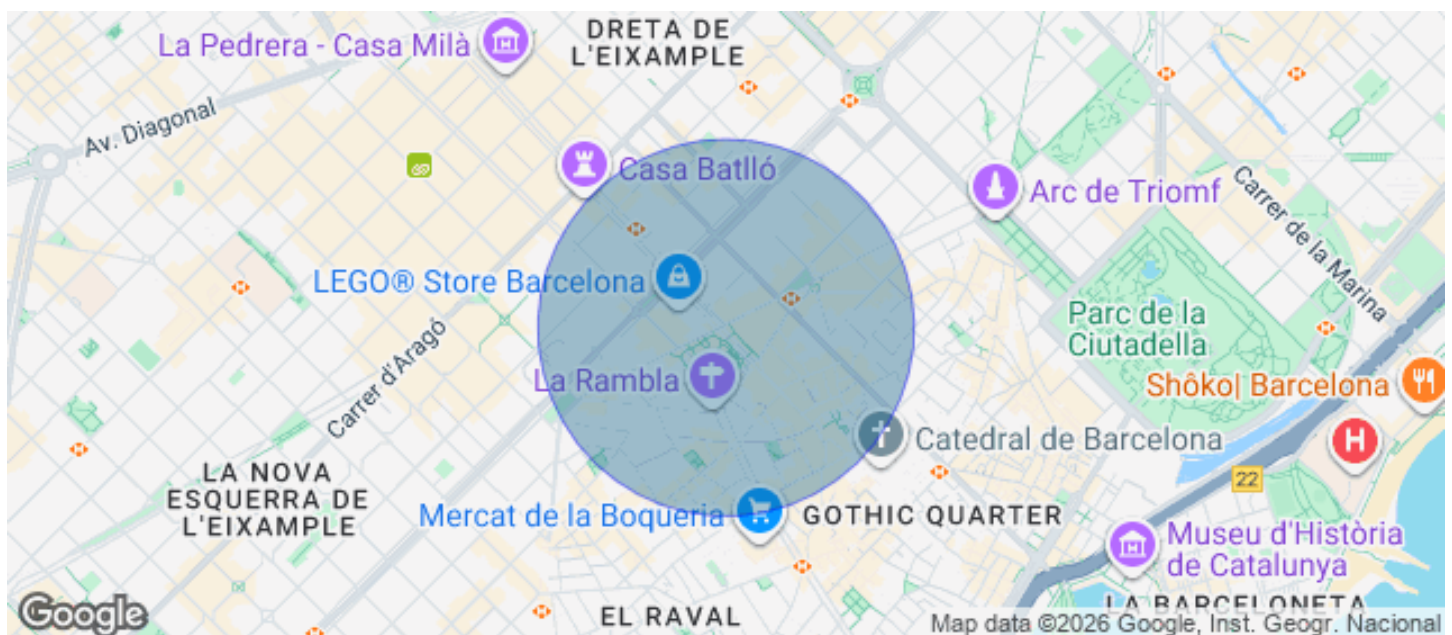 DRETA DE
L'EIXAMPLE
La Pedrera - Casa Milà
Av. Diagonal
Casa Batlló
Arc de Triomf
Carrer de la Marina
LEGO® Store Barcelona
Parc de la
Ciutadella
Carrer d'Aragó
La Rambla
Shôko| Barcelona
H
Catedral de Barcelona
LA NOVA
ESQUERRA DE
L'EIXAMPLE
22
Mercat de la Boqueria
GOTHIC QUARTER
Museu d'Història
de Catalunya
LA BARCELONETA
EL RAVAL
Google
Map data ©2026 Google, Inst. Geogr. Nacional